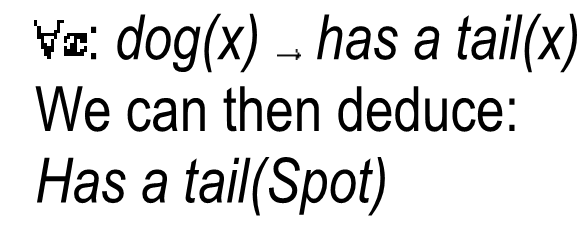 ∀x: dog(x) → has a tail(x)
We can then deduce:
Has a tail(Spot)